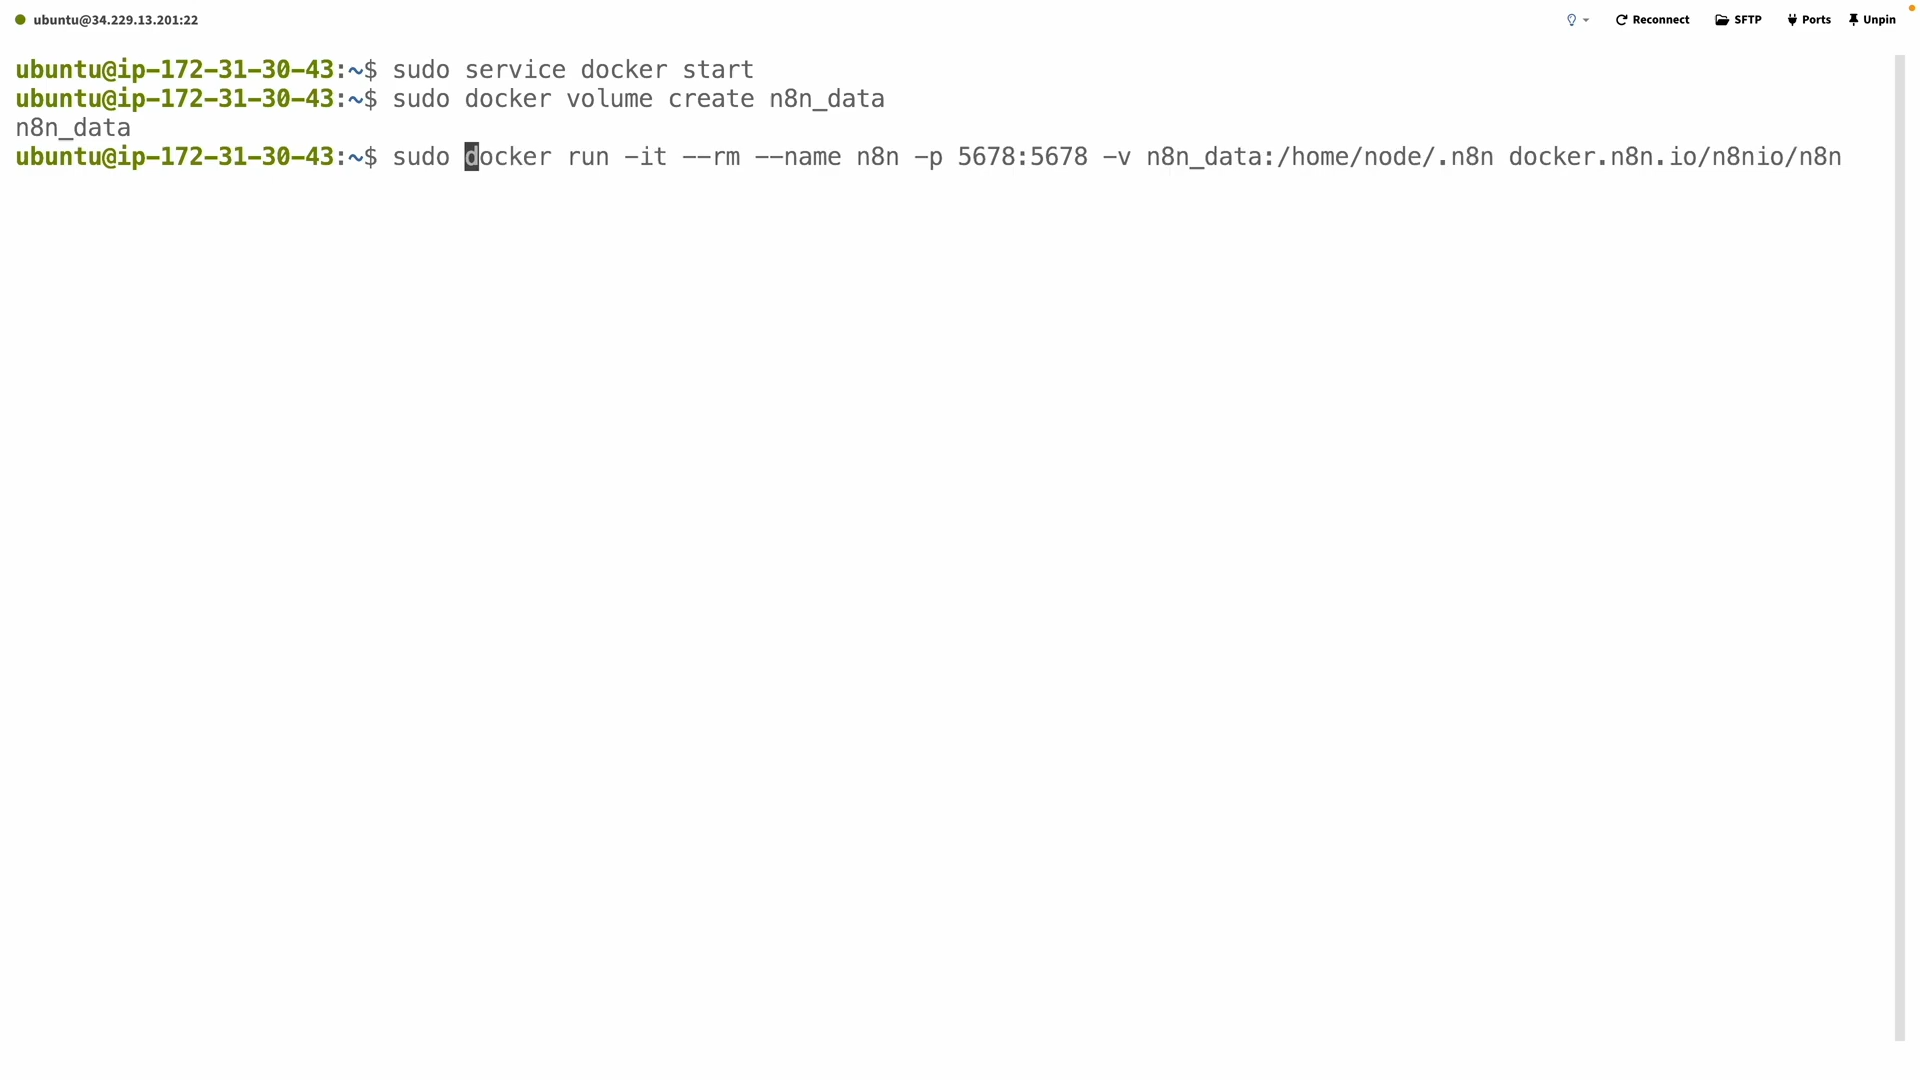 ubuntu@34.229.13.201:22
Reconnect SFTP Ports Unpin
ubuntu@ip-172-31-30-43:~$ sudo service docker start
ubuntu@ip-172-31-30-43:~$ sudo docker volume create n8n_data
n8n_data
ubuntu@ip-172-31-30-43:~$ sudo docker run -it --rm --name n8n -p 5678:5678 -v n8n_data:/home/node/.n8n docker.n8n.io/n8nio/n8n